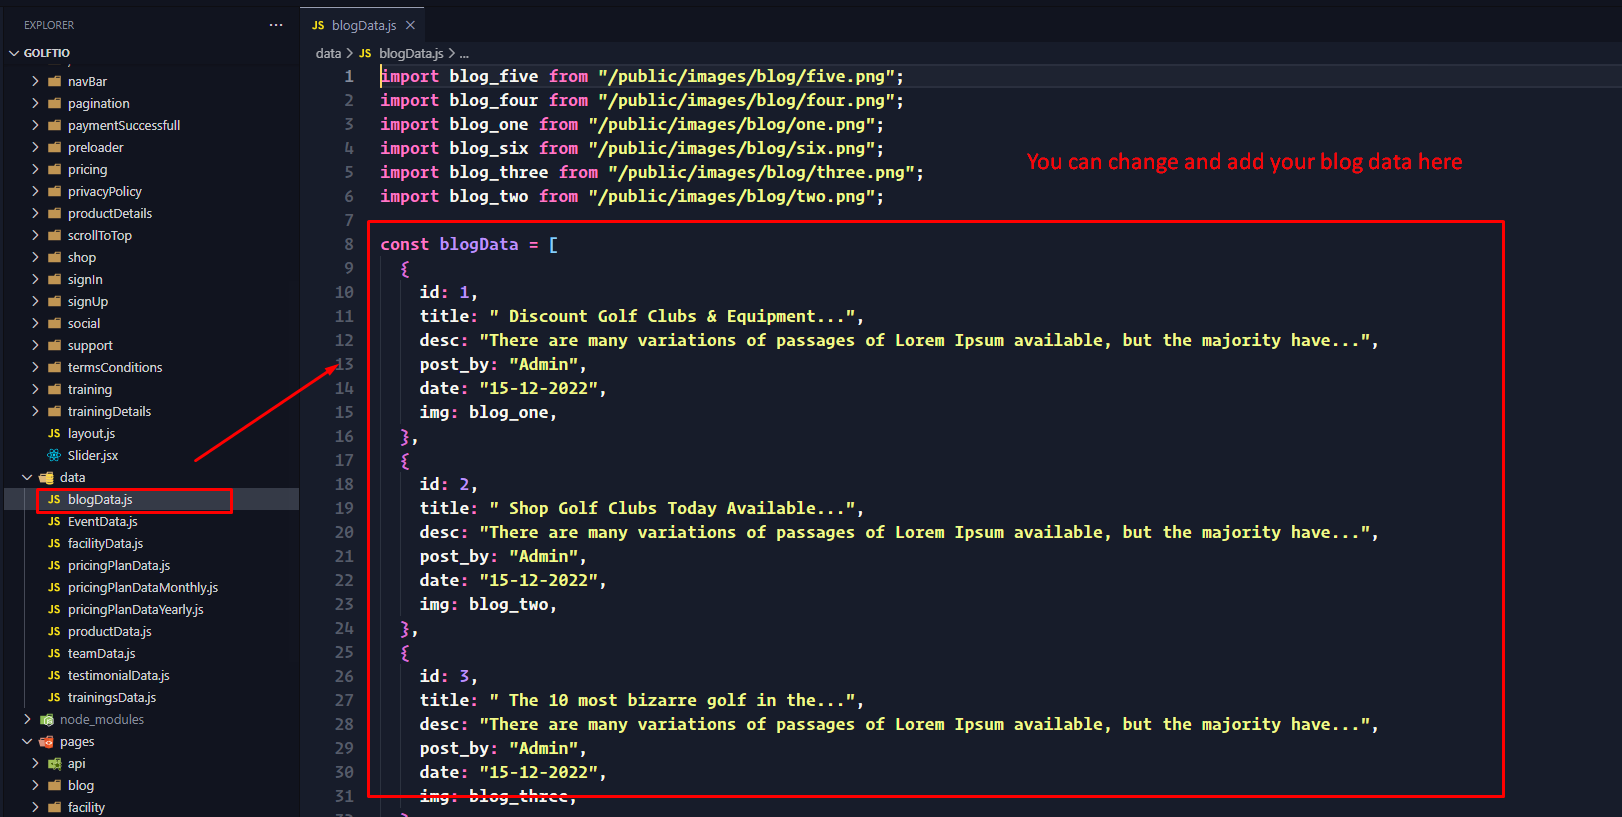 EXPLORER
...
GOLFTIO
navBar
pagination
paymentSuccessfull
preloader
pricing
privacyPolicy
productDetails
scrollToTop
shop
signIn
signUp
social
support
termsConditions
training
trainingDetails
JS layout.js
Slider.jsx
data
JS blogData.js
JS EventData.js
JS facilityData.js
JS pricingPlanData.js
JS pricingPlanDataMonthly.js
JS pricingPlanDataYearly.js
JS productData.js
JS teamData.js
JS testimonialData.js
JS trainingsData.js
node_modules
pages
api
blog
facility
JS blogData.js ×
data > JS blogData.js > ...
1 import blog_five from "/public/images/blog/five.png";
2 import blog_four from "/public/images/blog/four.png";
3 import blog_one from "/public/images/blog/one.png";
4 import blog_six from "/public/images/blog/six.png";
5 import blog_three from "/public/images/blog/three.png";
6 import blog_two from "/public/images/blog/two.png";
You can change and add your blog data here
7
8 const blogData = [
9 {
10 id: 1,
11 title: " Discount Golf Clubs & Equipment...",
12 desc: "There are many variations of passages of Lorem Ipsum available, but the majority have...",
13 post_by: "Admin",
14 date: "15-12-2022",
15 img: blog_one,
16 },
17 {
18 id: 2,
19 title: " Shop Golf Clubs Today Available...",
20 desc: "There are many variations of passages of Lorem Ipsum available, but the majority have...",
21 post_by: "Admin",
22 date: "15-12-2022",
23 img: blog_two,
24 },
25 {
26 id: 3,
27 title: " The 10 most bizarre golf in the...",
28 desc: "There are many variations of passages of Lorem Ipsum available, but the majority have...",
29 post_by: "Admin",
30 date: "15-12-2022",
31 img: blog_three,